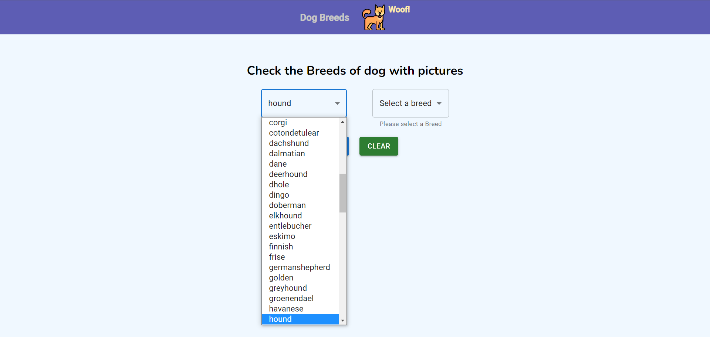 Dog Breeds
Woof!
Check the Breeds of dog with pictures
hound
Select a breed
Please select a Breed
CLEAR
corgi
cotondetulear
dachshund
dalmatian
dane
deerhound
dhole
dingo
doberman
elkhound
entlebucher
eskimo
finnish
frise
germanshepherd
golden
greyhound
groenendael
havanese
hound